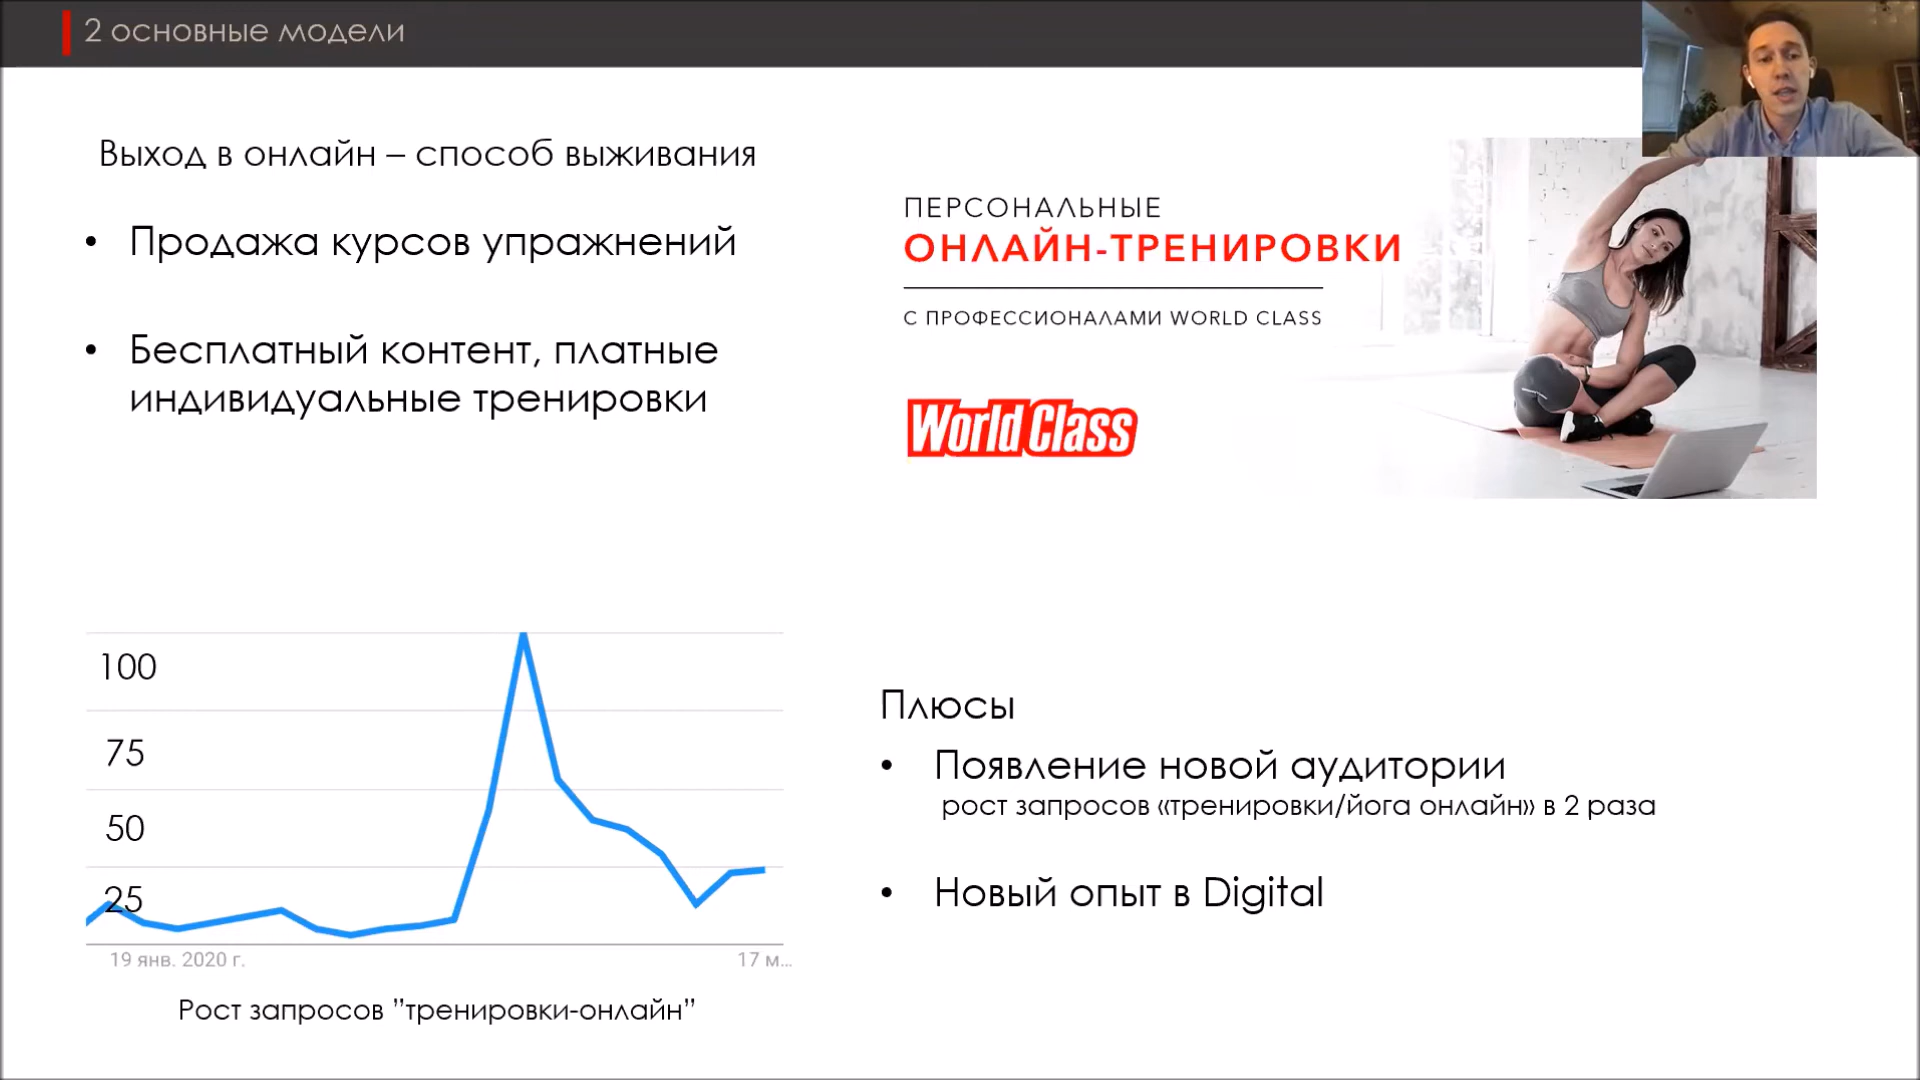 2 основные модели
Выход в онлайн – способ выживания
• Продажа курсов упражнений
• Бесплатный контент, платные
индивидуальные тренировки
ПЕРСОНАЛЬНЫЕ
ОНЛАЙН-ТРЕНИРОВКИ
С ПРОФЕССИОНАЛАМИ WORLD CLASS
World Class
100
75
50
25
19 янв. 2020 г.
17 м...
Рост запросов ”тренировки-онлайн”
Плюсы
• Появление новой аудитории
рост запросов «тренировки/йога онлайн» в 2 раза
• Новый опыт в Digital